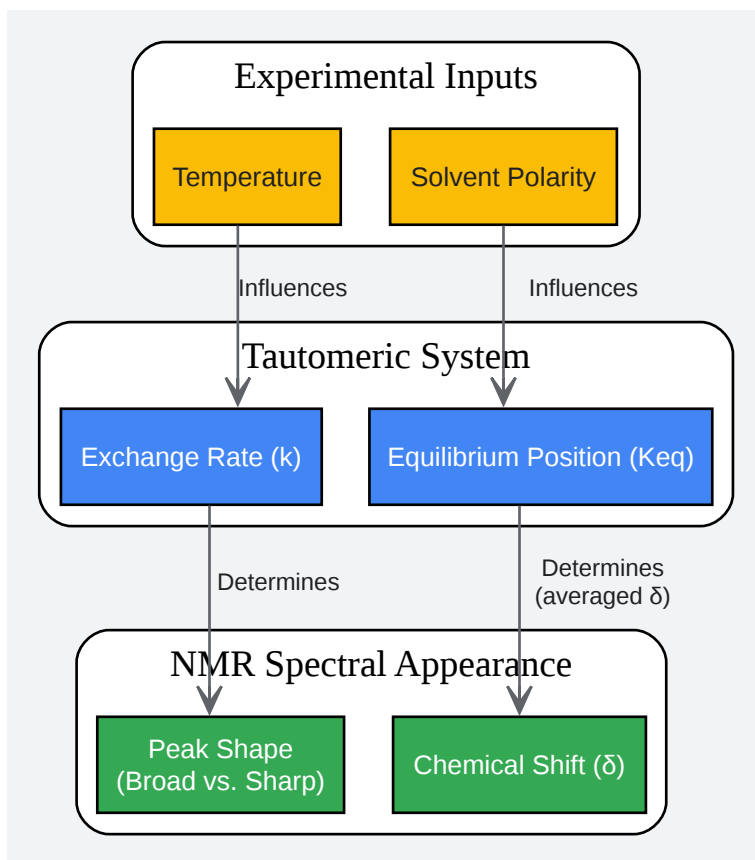 Experimental Inputs
Temperature
Solvent Polarity
Influences
Influences
Tautomeric System
Exchange Rate (k)
Equilibrium Position (Keq)
Determines
Determines
(averaged δ)
NMR Spectral Appearance
Peak Shape
(Broad vs. Sharp)
Chemical Shift (δ)